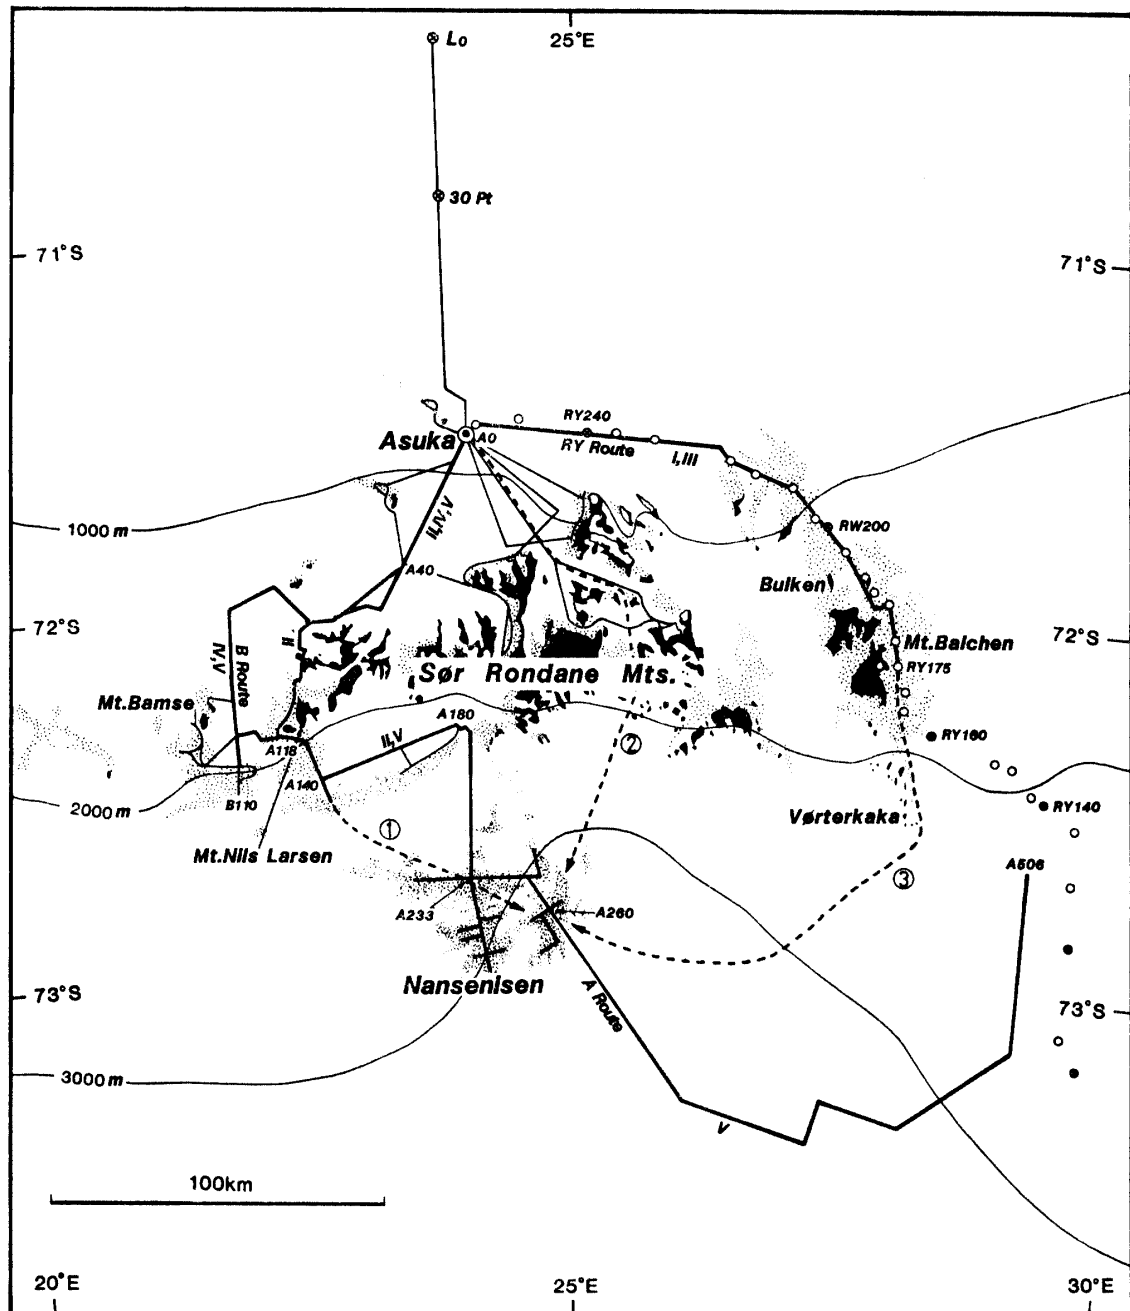 L0
25°E
30 Pt
71°S
71°S
RY240
Asuka
A0
RY Route
I,III
1000 m
II,IV,V
RW200
A40
Bulken
72°S
II
72°S
Mt.Balchen
B Route
IV,V
Sør Rondane Mts.
RY175
Mt.Bamse
A180
A118
II,V
②
RY160
A140
2000 m
B110
RY140
①
Vørterkaka
Mt.Nils Larsen
A506
③
A233
A260
Nansenisen
73°S
A Route
73°S
3000 m
V
100km
20°E
25°E
30°E